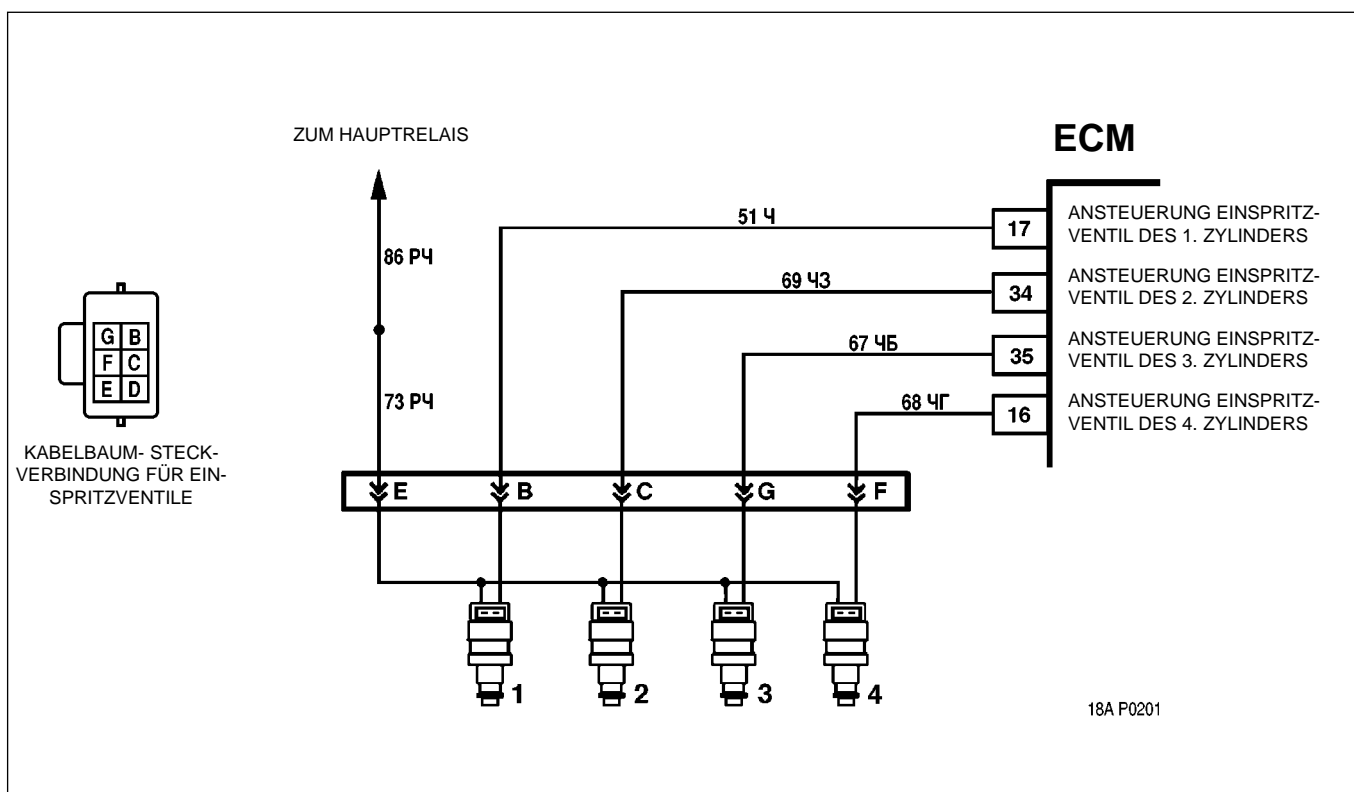 ZUM HAUPTRELAIS
ECM
86 РЧ
51 Ч
17
ANSTEUERUNG EINSPRITZ-
VENTIL DES 1. ZYLINDERS
69 ЧЗ
34
ANSTEUERUNG EINSPRITZ-
VENTIL DES 2. ZYLINDERS
67 ЧБ
35
ANSTEUERUNG EINSPRITZ-
VENTIL DES 3. ZYLINDERS
73 РЧ
68 ЧГ
16
ANSTEUERUNG EINSPRITZ-
VENTIL DES 4. ZYLINDERS
G B
F C
E D
KABELBAUM- STECK-
VERBINDUNG FÜR EIN-
SPRITZVENTILE
E B C G F
1 2 3 4
18A P0201